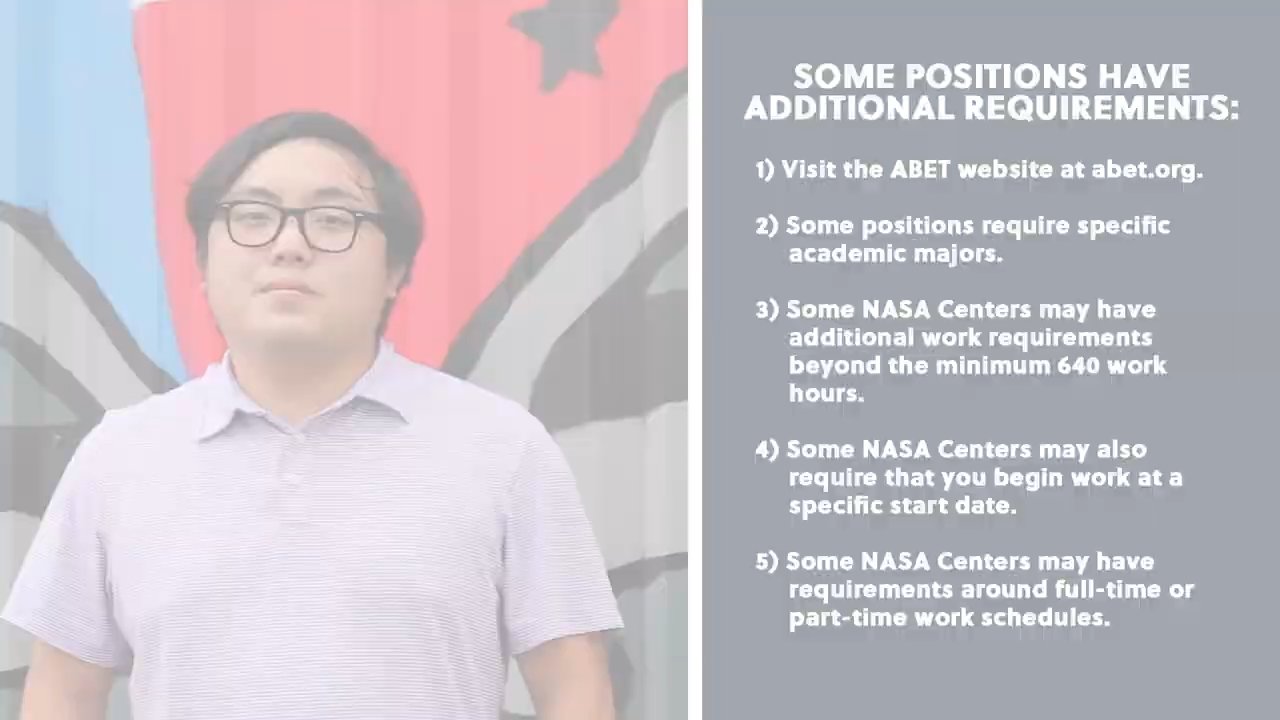 SOME POSITIONS HAVE
ADDITIONAL REQUIREMENTS:
1) Visit the ABET website at abet.org.
2) Some positions require specific
academic majors.
3) Some NASA Centers may have
additional work requirements
beyond the minimum 640 work
hours.
4) Some NASA Centers may also
require that you begin work at a
specific start date.
5) Some NASA Centers may have
requirements around full-time or
part-time work schedules.